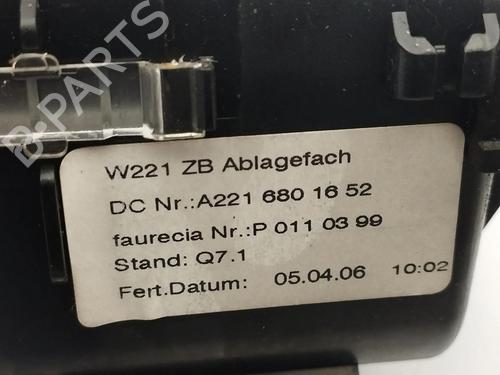 B-PARTS
W221 ZB Ablagefach
DC Nr.:A221 680 16 52
faurecia Nr.:P 011 03 99
Stand: Q7.1
Fert.Datum: 05.04.06 10:02